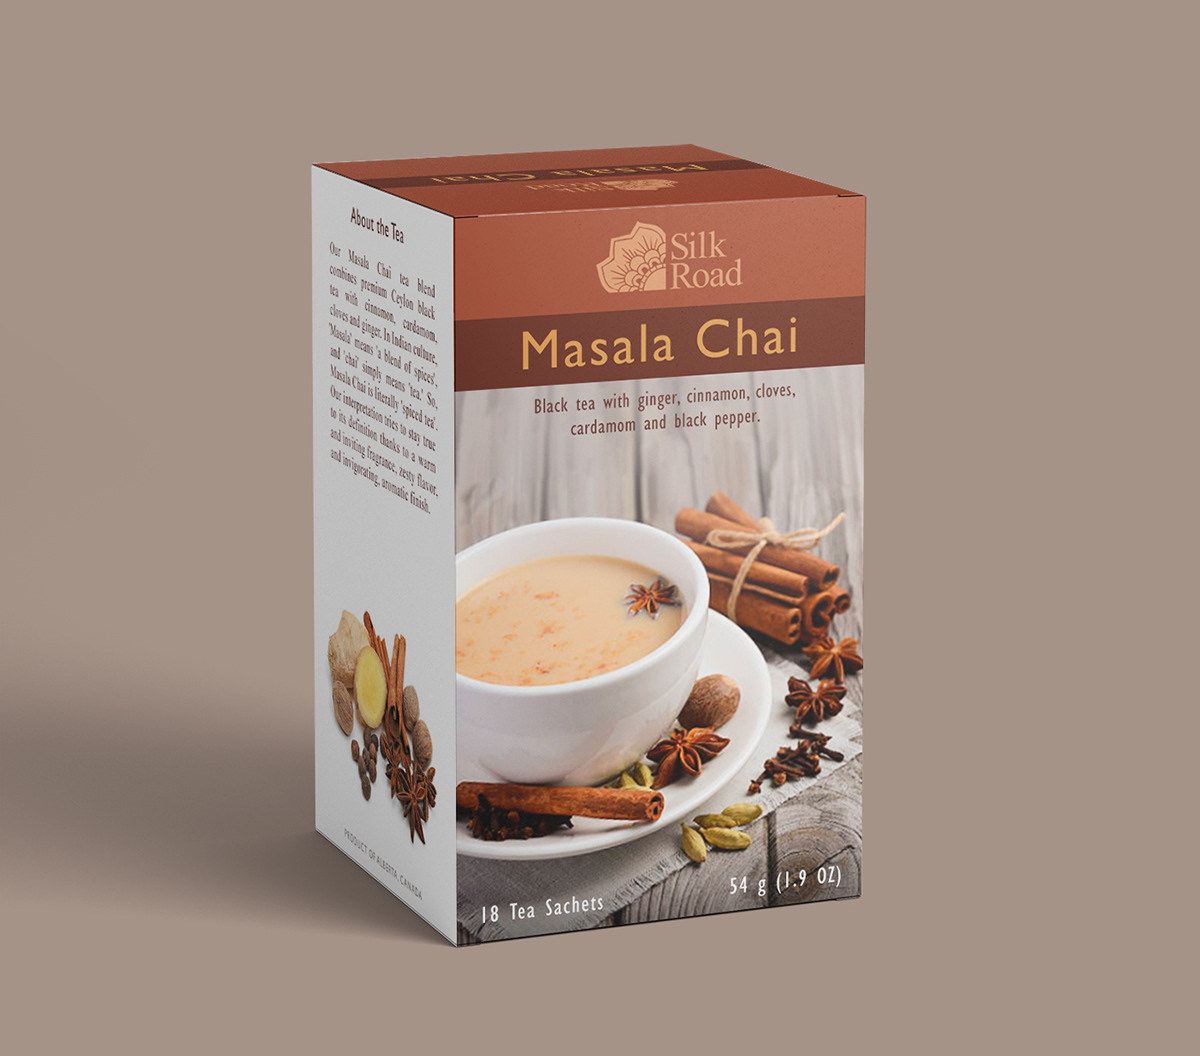 Masala Chai
Silk
Road
Silk
Road
Masala Chai
Black tea with ginger, cinnamon, cloves,
cardamom and black pepper.
18 Tea Sachets
54 g (1.9 OZ)
About the Tea
Our Masala Chai tea blend
combines premium Ceylon black
tea with cinnamon, cardamom,
cloves and ginger. In Indian culture,
'Masala' means 'a blend of spices',
and 'chai' simply means 'tea.' So,
Masala Chai is literally 'spiced tea'.
Our interpretation tries to stay true
to its definition thanks to a warm
and inviting fragrance, zesty flavor,
and invigorating, aromatic finish.
PRODUCT OF ALBERTA, CANADA